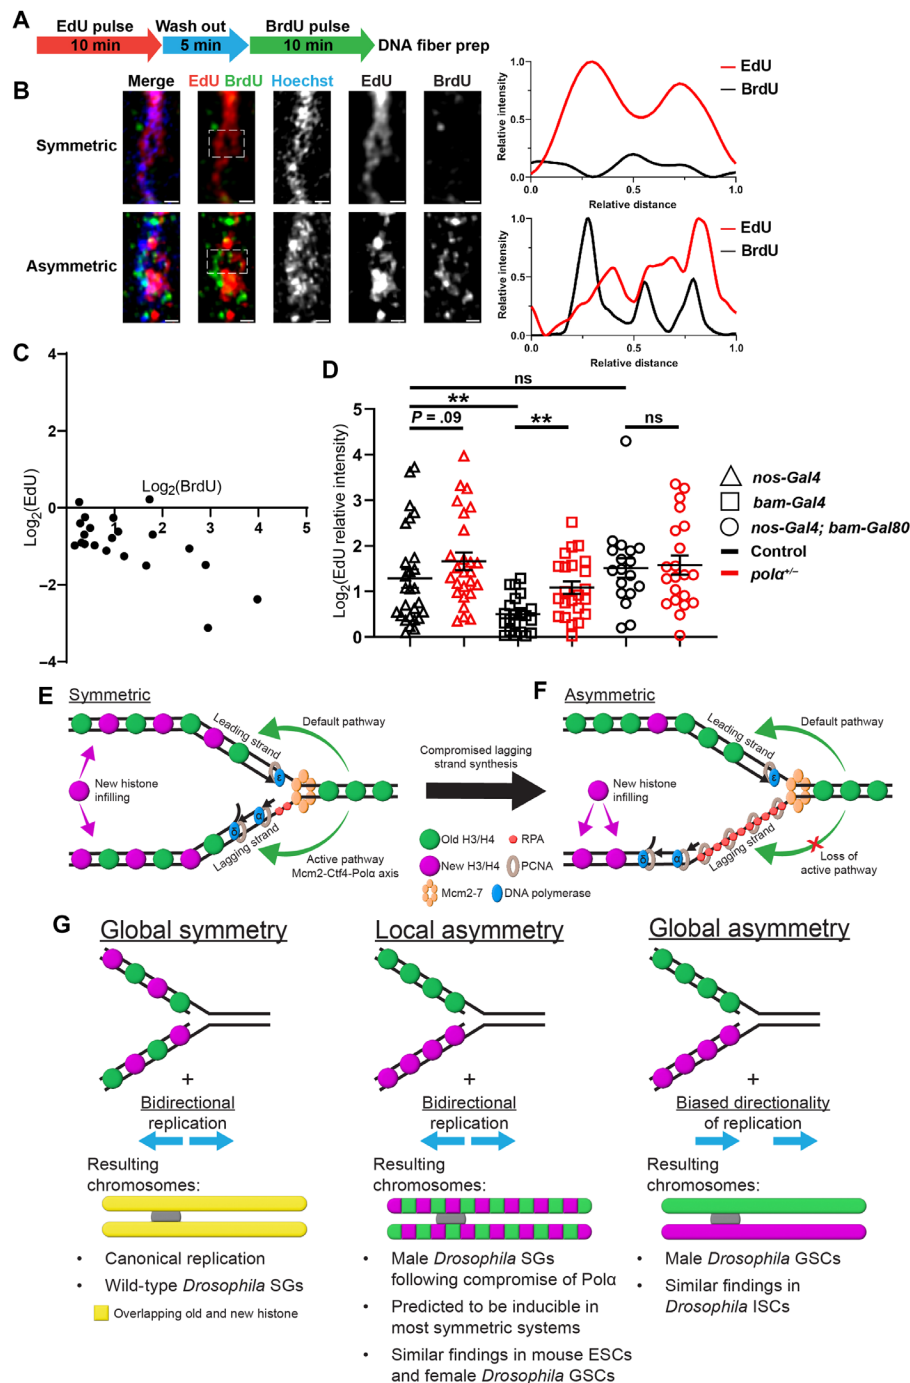 A
EdU pulse
Wash out
BrdU pulse
10 min
5 min
10 min
DNA fiber prep
B
Merge
EdU BrdU
Hoechst
EdU
BrdU
Symmetric
Asymmetric
Relative intensity
1.0
0.5
0.0
0.0
0.5
1.0
Relative distance
EdU
BrdU
Relative intensity
1.0
0.5
0.0
0.0
0.5
1.0
Relative distance
EdU
BrdU
C
4
2
0
−2
−4
Log2(EdU)
Log2(BrdU)
1
2
3
4
5
D
ns
**
P = .09
**
ns
Log2(EdU relative intensity)
5
4
3
2
1
0
nos-Gal4
bam-Gal4
nos-Gal4; bam-Gal80
Control
polα+/−
E
Symmetric
Leading strand
Default pathway
New histone
infilling
ε
δ
α
Lagging strand
Active pathway
Mcm2-Ctf4-Polα axis
Compromised lagging
strand synthesis
Old H3/H4
RPA
New H3/H4
PCNA
Mcm2-7
DNA polymerase
F
Asymmetric
Leading strand
Default pathway
New histone
infilling
ε
δ
α
Lagging strand
Loss of
active pathway
G
Global symmetry
+
Bidirectional
replication
Resulting
chromosomes:
• Canonical replication
• Wild-type Drosophila SGs
Overlapping old and new histone
Local asymmetry
+
Bidirectional
replication
Resulting
chromosomes:
• Male Drosophila SGs
following compromise of Polα
• Predicted to be inducible in
most symmetric systems
• Similar findings in mouse ESCs
and female Drosophila GSCs
Global asymmetry
+
Biased directionality
of replication
Resulting
chromosomes:
• Male Drosophila GSCs
• Similar findings in
Drosophila ISCs